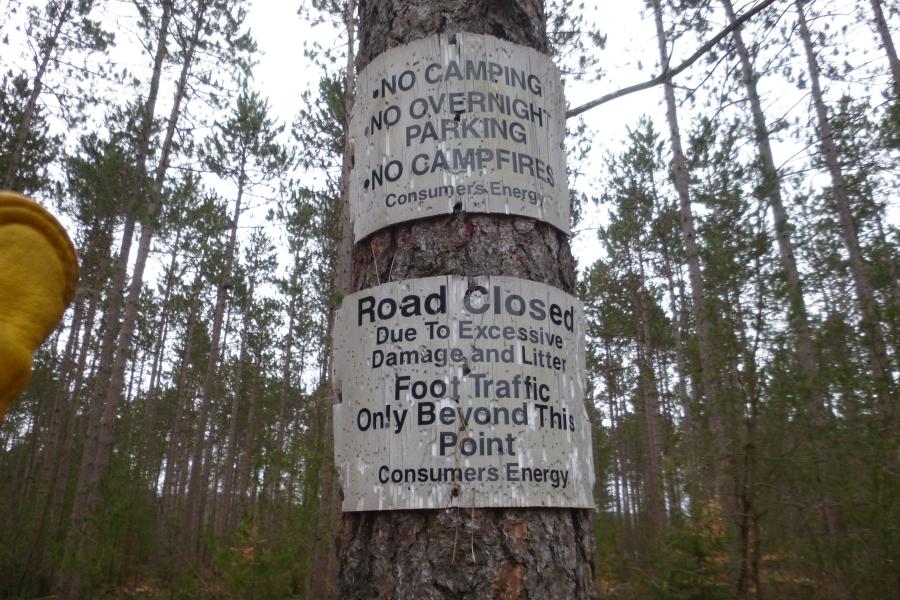 •NO CAMPING
•NO OVERNIGHT
PARKING
•NO CAMPFIRES
Consumers Energy
Road Closed
Due To Excessive
Damage and Litter
Foot Traffic
Only Beyond This
Point
Consumers Energy